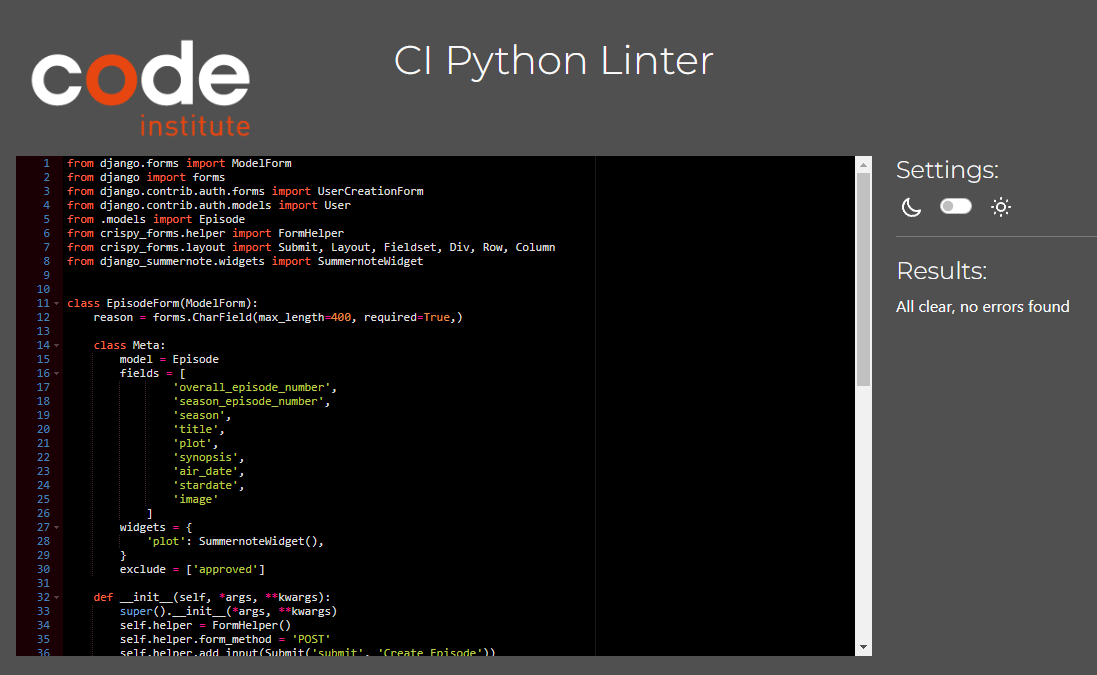 code
institute
CI Python Linter
1 from django.forms import ModelForm
2 from django import forms
3 from django.contrib.auth.forms import UserCreationForm
4 from django.contrib.auth.models import User
5 from .models import Episode
6 from crispy_forms.helper import FormHelper
7 from crispy_forms.layout import Submit, Layout, Fieldset, Div, Row, Column
8 from django_summernote.widgets import SummernoteWidget
9
10
11 class EpisodeForm(ModelForm):
12     reason = forms.CharField(max_length=400, required=True,)
13
14     class Meta:
15         model = Episode
16         fields = [
17                 'overall_episode_number',
18                 'season_episode_number',
19                 'season',
20                 'title',
21                 'plot',
22                 'synopsis',
23                 'air_date',
24                 'stardate',
25                 'image'
26             ]
27         widgets = {
28             'plot': SummernoteWidget(),
29         }
30         exclude = ['approved']
31
32     def __init__(self, *args, **kwargs):
33         super().__init__(*args, **kwargs)
34         self.helper = FormHelper()
35         self.helper.form_method = 'POST'
36         self.helper.add_input(Submit('submit', 'Create Episode'))
Settings:
Results:
All clear, no errors found